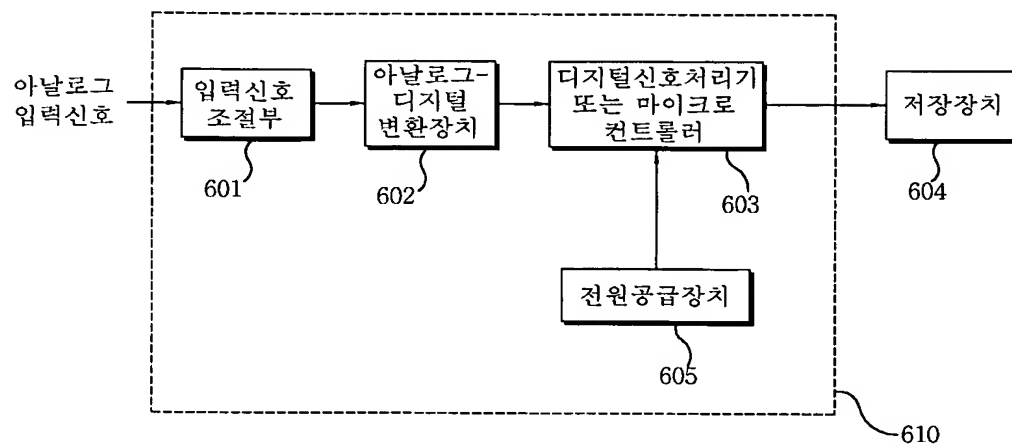 아날로그
입력신호
입력신호
조절부
601
아날로그-
디지털
변환장치
602
디지털신호처리기
또는 마이크로
컨트롤러
603
저장장치
604
전원공급장치
605
610